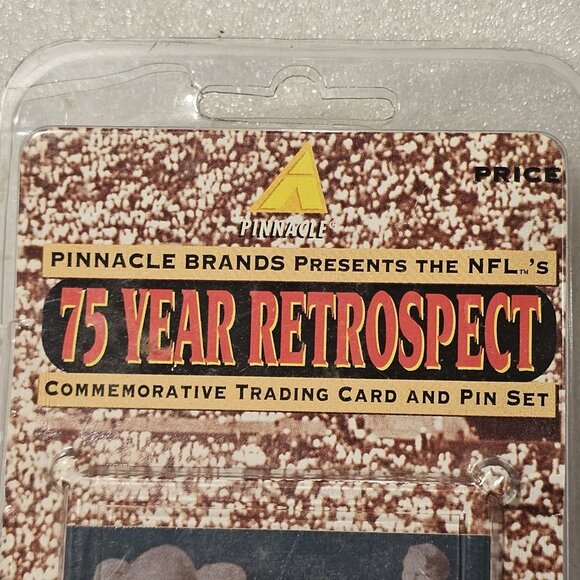 PRICE
PINNACLE®
PINNACLE BRANDS PRESENTS THE NFL™'S
75 YEAR RETROSPECT
COMMEMORATIVE TRADING CARD AND PIN SET